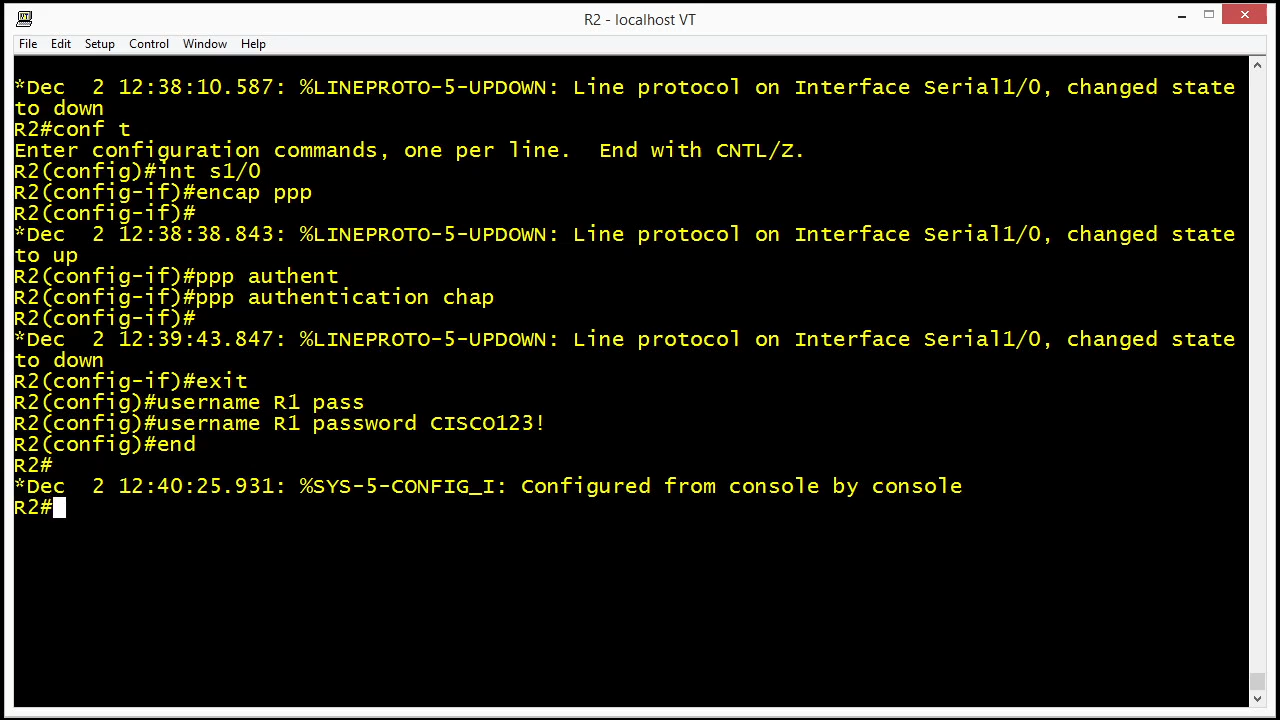 R2 - localhost VT
File Edit Setup Control Window Help
*Dec  2 12:38:10.587: %LINEPROTO-5-UPDOWN: Line protocol on Interface Serial1/0, changed state
to down
R2#conf t
Enter configuration commands, one per line.  End with CNTL/Z.
R2(config)#int s1/0
R2(config-if)#encap ppp
R2(config-if)#
*Dec  2 12:38:38.843: %LINEPROTO-5-UPDOWN: Line protocol on Interface Serial1/0, changed state
to up
R2(config-if)#ppp authent
R2(config-if)#ppp authentication chap
R2(config-if)#
*Dec  2 12:39:43.847: %LINEPROTO-5-UPDOWN: Line protocol on Interface Serial1/0, changed state
to down
R2(config-if)#exit
R2(config)#username R1 pass
R2(config)#username R1 password CISCO123!
R2(config)#end
R2#
*Dec  2 12:40:25.931: %SYS-5-CONFIG_I: Configured from console by console
R2#